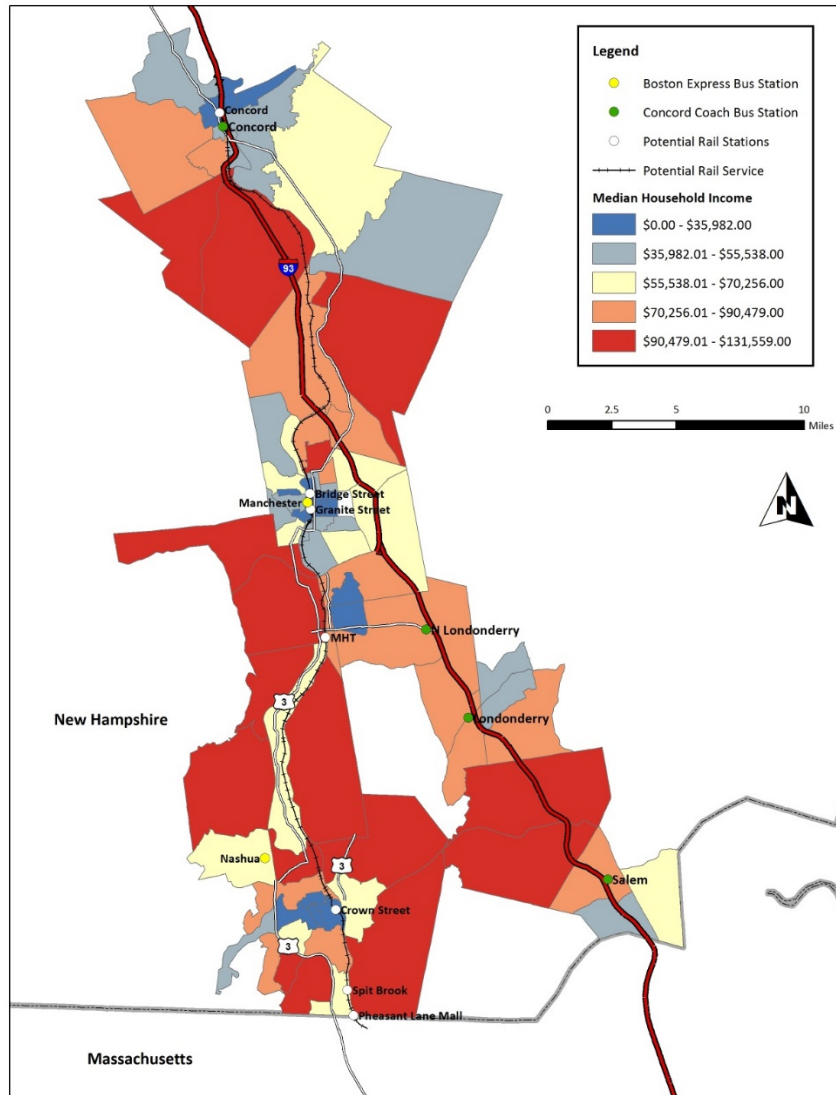 Legend
Boston Express Bus Station
Concord Coach Bus Station
Potential Rail Stations
Potential Rail Service
Median Household Income
$0.00 - $35,982.00
$35,982.01 - $55,538.00
$55,538.01 - $70,256.00
$70,256.01 - $90,479.00
$90,479.01 - $131,559.00
Concord
Concord
93
0 2.5 5 10
Miles
N
Bridge Street
Manchester
Granite Street
N Londonderry
MHT
3
New Hampshire
Londonderry
Nashua
3
Salem
Crown Street
3
Spit Brook
Pheasant Lane Mall
Massachusetts